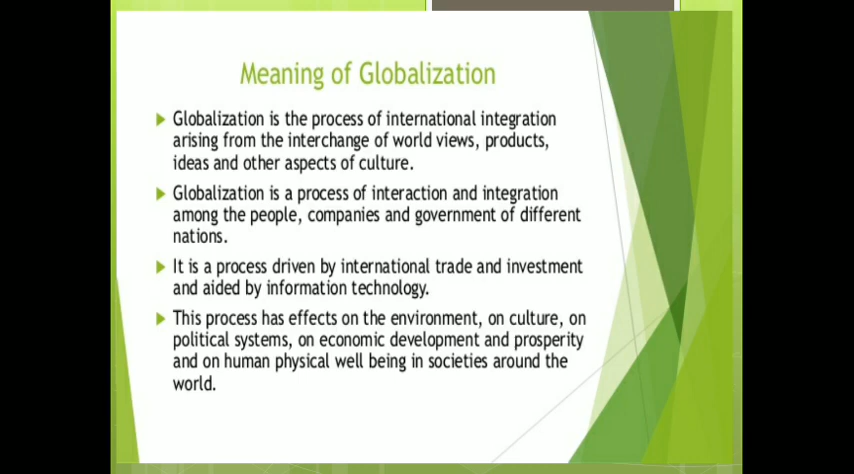 Meaning of Globalization
Globalization is the process of international integration
arising from the interchange of world views, products,
ideas and other aspects of culture.
Globalization is a process of interaction and integration
among the people, companies and government of different
nations.
It is a process driven by international trade and investment
and aided by information technology.
This process has effects on the environment, on culture, on
political systems, on economic development and prosperity
and on human physical well being in societies around the
world.